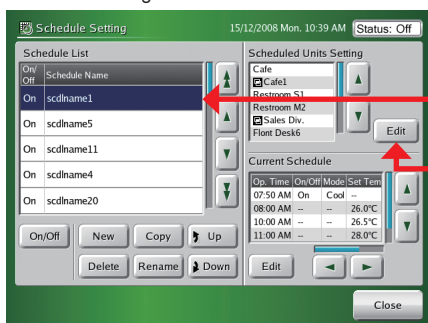 Schedule Setting
15/12/2008 Mon. 10:39 AM
Status: Off
Schedule List
On/Off Schedule Name
On scdlname1
On scdlname5
On scdlname11
On scdlname4
On scdlname20
On/Off New Copy Up
Delete Rename Down
Scheduled Units Setting
Cafe
Cafe1
Restroom S1
Restroom M2
Sales Div.
Flont Desk6
Edit
Current Schedule
Op. Time On/Off Mode Set Tem
07:50 AM On Cool --
08:00 AM -- -- 26.0°C
10:00 AM -- -- 26.5°C
11:00 AM -- -- 28.0°C
Edit
Close